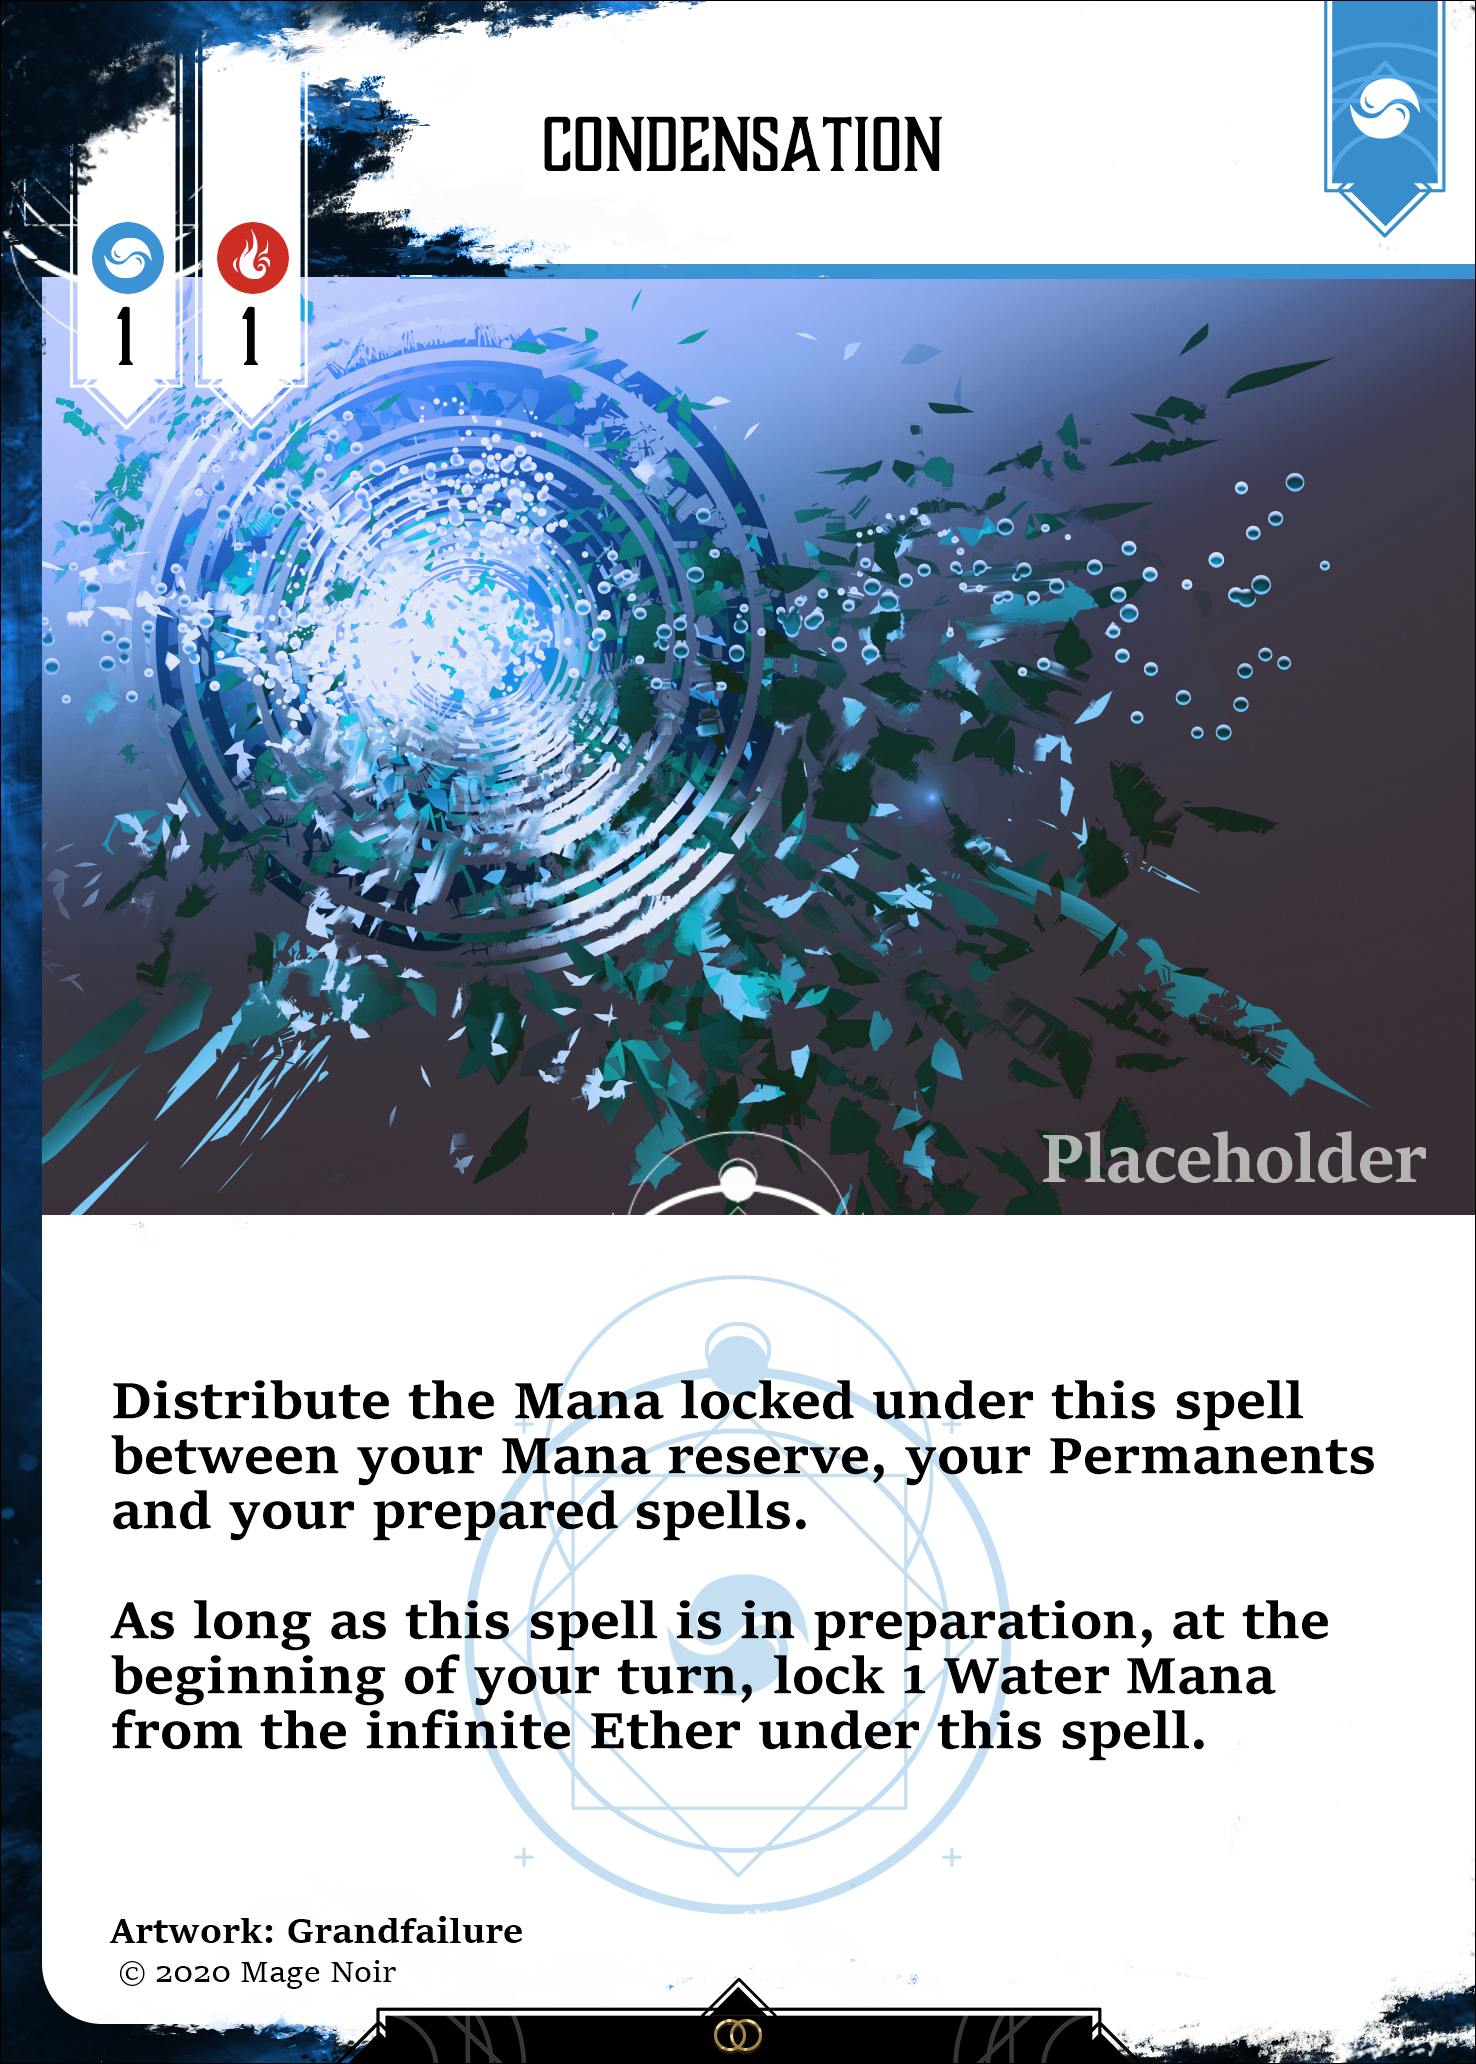 CONDENSATION
1 1
Placeholder
Distribute the Mana locked under this spell
between your Mana reserve, your Permanents
and your prepared spells.
As long as this spell is in preparation, at the
beginning of your turn, lock 1 Water Mana
from the infinite Ether under this spell.
Artwork: Grandfailure
© 2020 Mage Noir